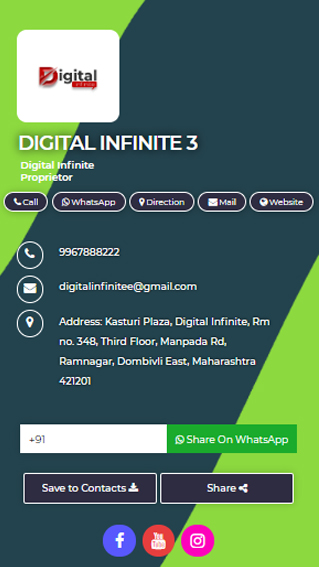 Digital
DIGITAL INFINITE 3
Digital Infinite
Proprietor
Call WhatsApp Direction Mail Website
9967888222
digitalinfinitee@gmail.com
Address: Kasturi Plaza, Digital Infinite, Rm
no. 348, Third Floor, Manpada Rd,
Ramnagar, Dombivli East, Maharashtra
421201
+91 Share On WhatsApp
Save to Contacts Share
You
Tube